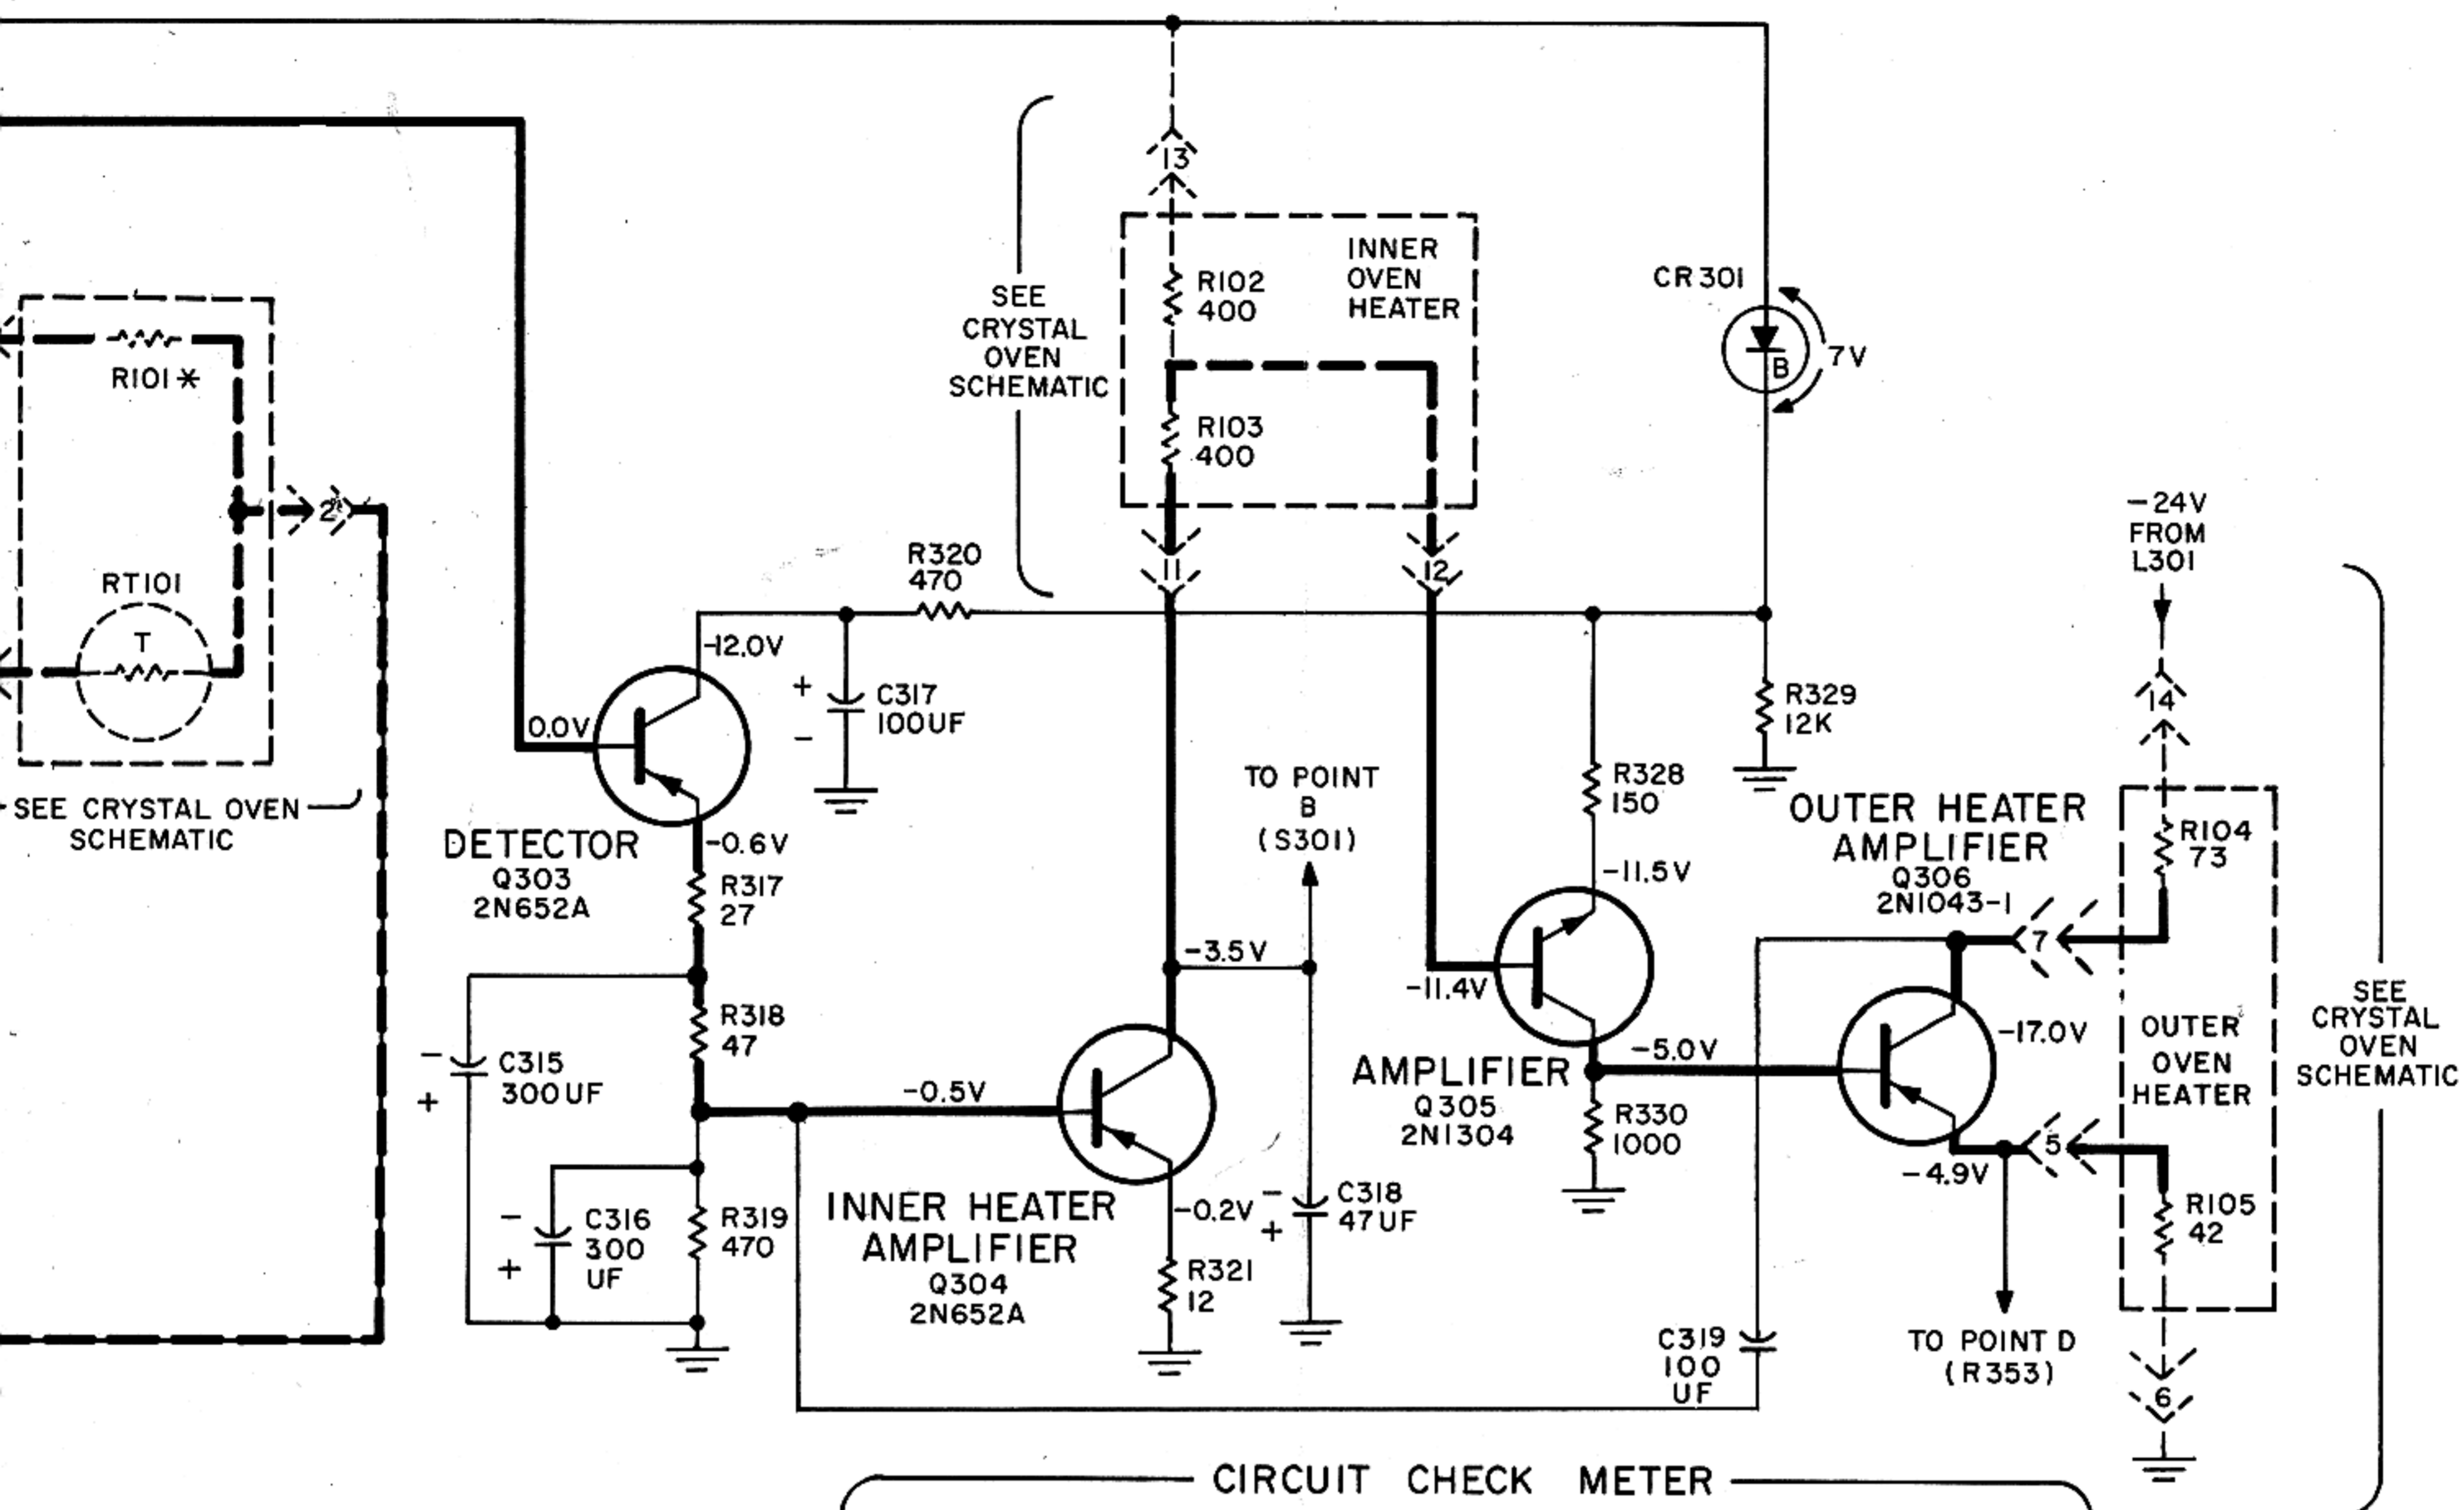 13
INNER
OVEN
HEATER
R102
400
R103
400
SEE
CRYSTAL
OVEN
SCHEMATIC
11
12
CR301
B
7V
R101*
2
RT101
T
SEE CRYSTAL OVEN
SCHEMATIC
R320
470
-12.0V
+
-
C317
100UF
0.0V
DETECTOR
Q303
2N652A
-0.6V
R317
27
R318
47
-
+
C315
300UF
-
+
C316
300
UF
R319
470
-0.5V
INNER HEATER
AMPLIFIER
Q304
2N652A
-3.5V
TO POINT
B
(S301)
-0.2V
R321
12
-
+
C318
47UF
R329
12K
R328
150
-11.5V
-11.4V
AMPLIFIER
Q305
2N1304
-5.0V
R330
1000
OUTER HEATER
AMPLIFIER
Q306
2N1043-1
-17.0V
-4.9V
C319
100
UF
TO POINT D
(R353)
-24V
FROM
L301
14
R104
73
7
OUTER
OVEN
HEATER
5
R105
42
6
SEE
CRYSTAL
OVEN
SCHEMATIC
CIRCUIT CHECK METER